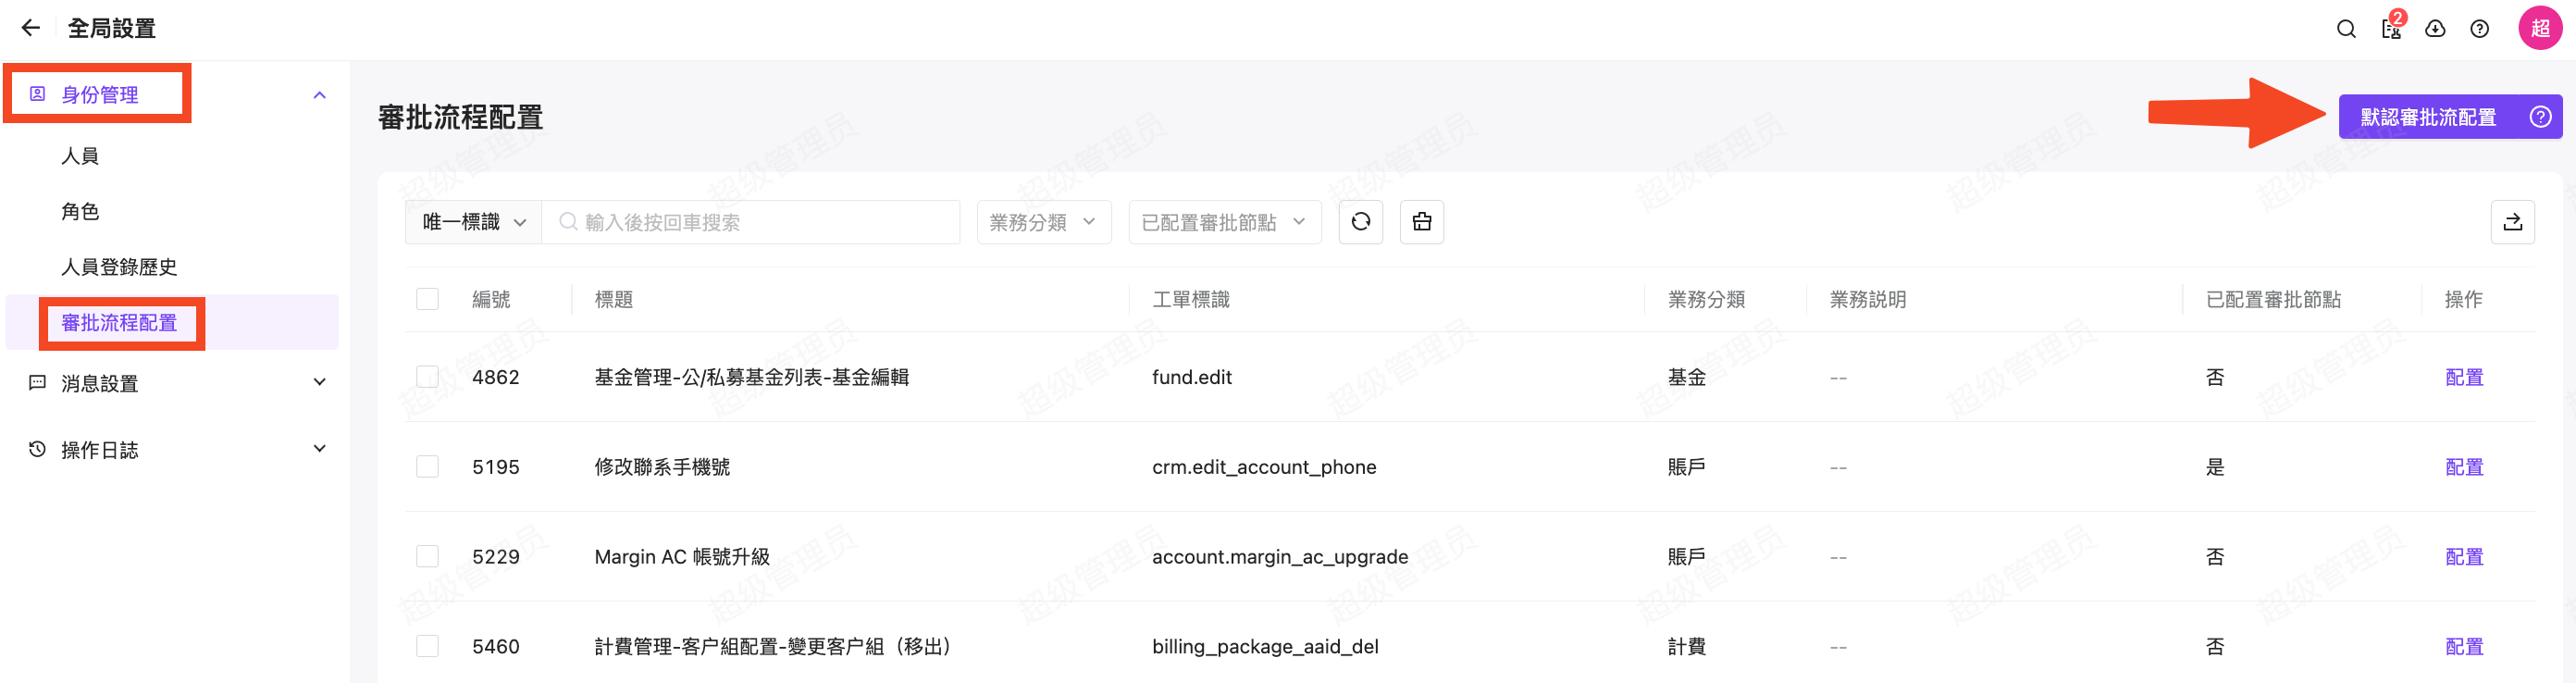 全局設置
2
超
身份管理
人員
角色
人員登錄歷史
審批流程配置
消息設置
操作日誌
審批流程配置
默認審批流配置
唯一標識
輸入後按回車搜索
業務分類
已配置審批節點
編號 標題 工單標識 業務分類 業務説明 已配置審批節點 操作
4862 基金管理-公/私募基金列表-基金編輯 fund.edit 基金 -- 否 配置
5195 修改聯系手機號 crm.edit_account_phone 賬戶 -- 是 配置
5229 Margin AC 帳號升級 account.margin_ac_upgrade 賬戶 -- 否 配置
5460 計費管理-客户組配置-變更客户組（移出） billing_package_aaid_del 計費 -- 否 配置
超级管理员